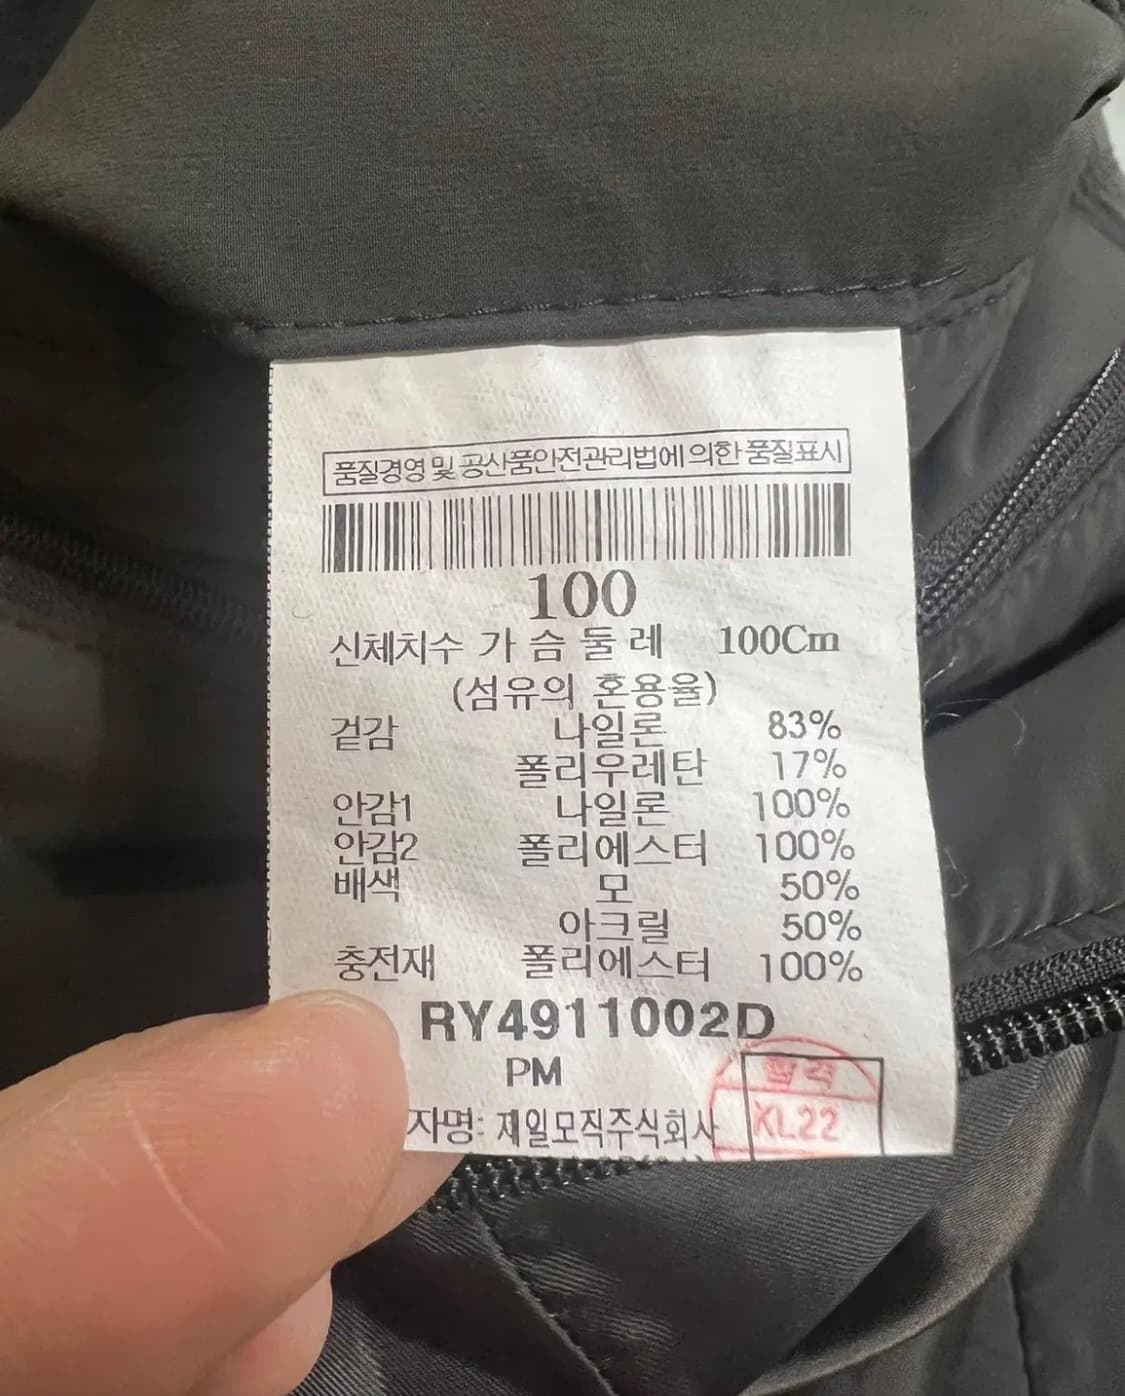 품질경영 및 공산품안전관리법에 의한 품질표시
100
신체치수 가 슴 둘 레 100Cm
(섬유의 혼용율)
겉감 나일론 83%
폴리우레탄 17%
안감1 나일론 100%
안감2 폴리에스터 100%
배색 모 50%
아크릴 50%
충전재 폴리에스터 100%
RY4911002D
PM
협력
자명: 제일모직주식회사 XL22